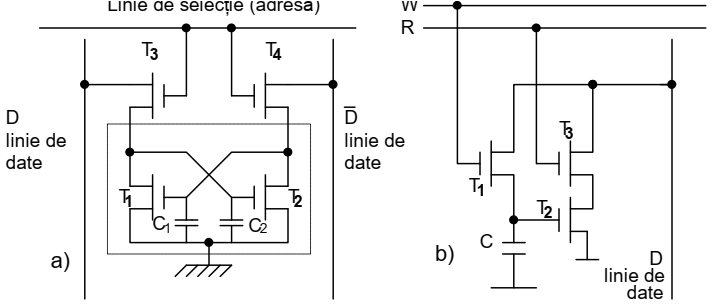 Linie de selecție (adresa)
T3
T4
D
linie de
date
D̅
linie de
date
T1
T2
C1
C2
a)
W
R
T3
T1
T2
C
b)
D
linie de
date